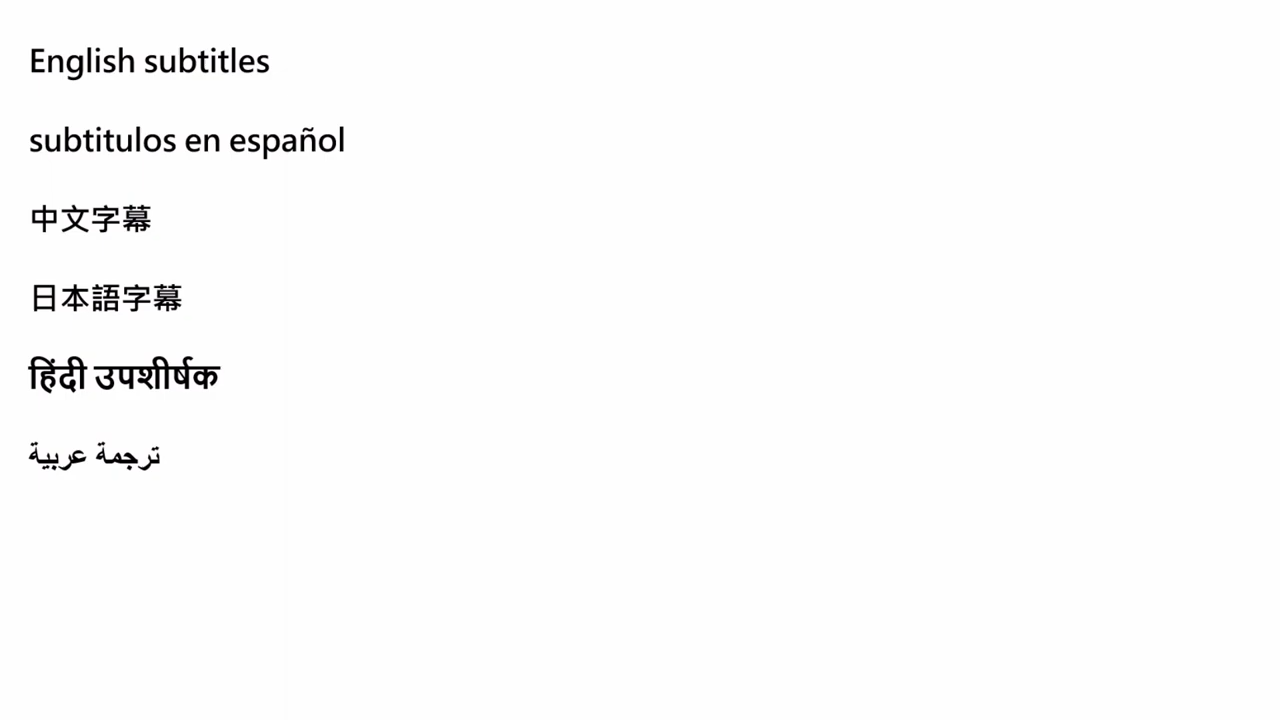 English subtitles
subtitulos en español
中文字幕
日本語字幕
हिंदी उपशीर्षक
ترجمة عربية